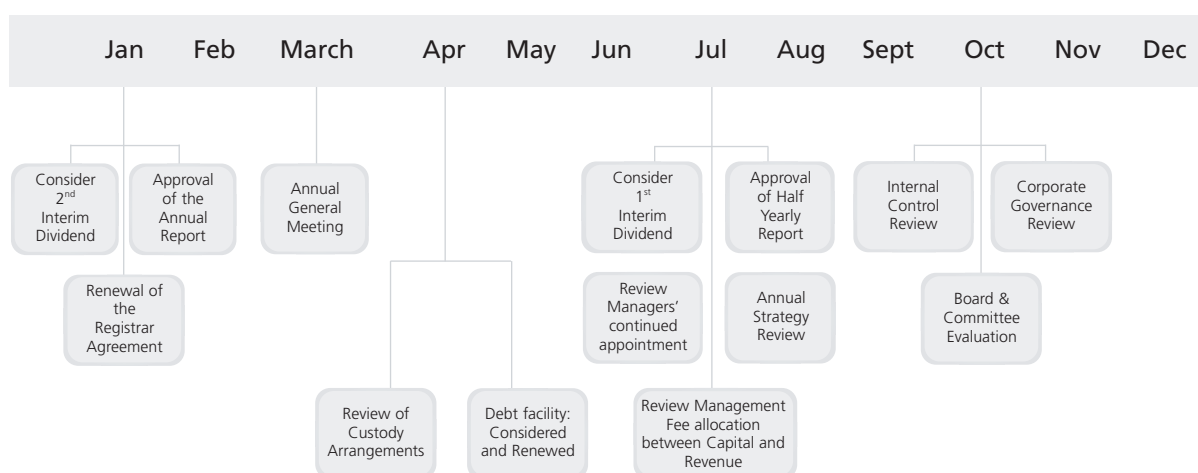 Jan Feb March Apr May Jun Jul Aug Sept Oct Nov Dec
Consider
2nd
Interim
Dividend
Approval
of the
Annual
Report
Renewal of
the
Registrar
Agreement
Annual
General
Meeting
Review of
Custody
Arrangements
Debt facility:
Considered
and Renewed
Consider
1st
Interim
Dividend
Approval
of Half
Yearly
Report
Review
Managers’
continued
appointment
Annual
Strategy
Review
Review Management
Fee allocation
between Capital and
Revenue
Internal
Control
Review
Corporate
Governance
Review
Board &
Committee
Evaluation